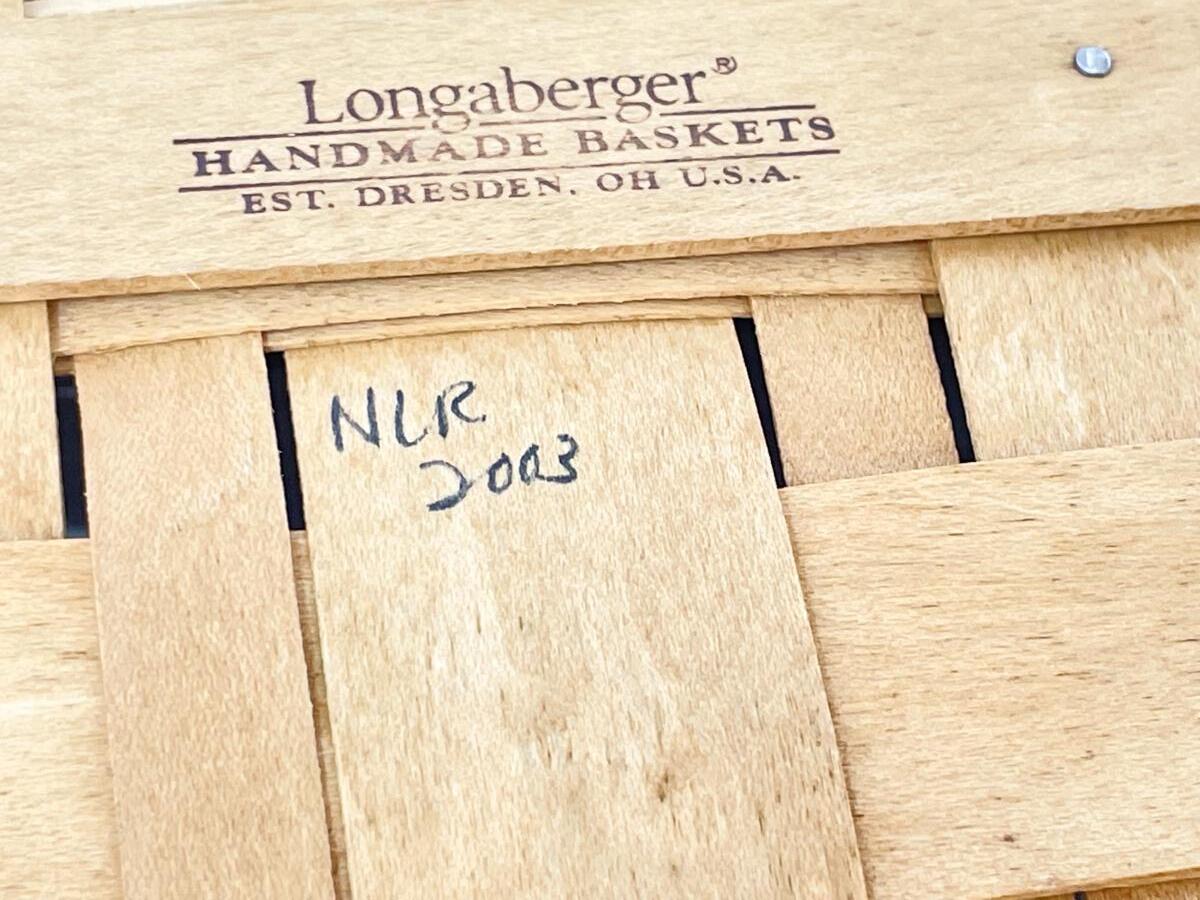 Longaberger®
HANDMADE BASKETS
EST. DRESDEN, OH U.S.A.
NLR
2003